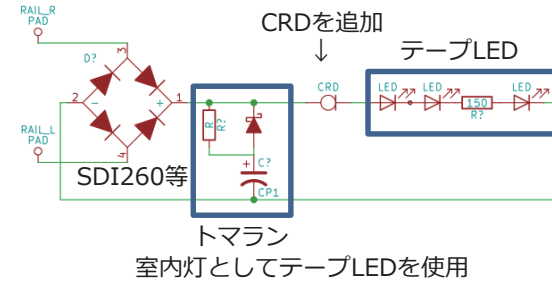 RAIL_R
PAD
CRDを追加
↓
テープLED
D?
3
2
1
4
CRD
LED
LED
150
R?
LED
R
R?
RAIL_L
PAD
SDI260等
C?
CP1
トマラン
室内灯としてテープLEDを使用